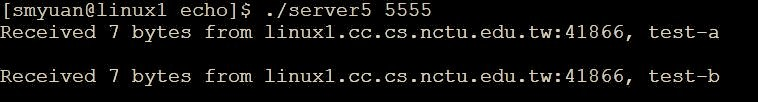 [smyuan@linux1 echo]$ ./server5 5555
Received 7 bytes from linux1.cc.cs.nctu.edu.tw:41866, test-a
Received 7 bytes from linux1.cc.cs.nctu.edu.tw:41866, test-b